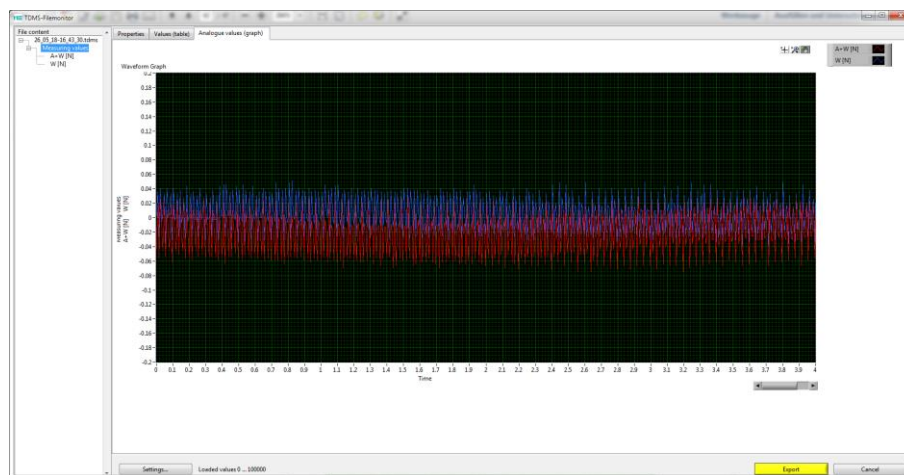 TDMS-Filemonitor
File content
26_05_18-16_43_30.tdms
Measuring values
A+W [N]
W [N]
Properties
Values (table)
Analogue values (graph)
A+W [N]
W [N]
Waveform Graph
0.2
0.18
0.16
0.14
0.12
0.1
0.08
0.06
0.04
0.02
0
-0.02
-0.04
-0.06
-0.08
-0.1
-0.12
-0.14
-0.16
-0.18
-0.2
measuring values
A+W [N] W [N]
0 0.1 0.2 0.3 0.4 0.5 0.6 0.7 0.8 0.9 1 1.1 1.2 1.3 1.4 1.5 1.6 1.7 1.8 1.9 2 2.1 2.2 2.3 2.4 2.5 2.6 2.7 2.8 2.9 3 3.1 3.2 3.3 3.4 3.5 3.6 3.7 3.8 3.9 4
Time
Settings...
Loaded values 0 ... 100000
Export
Cancel